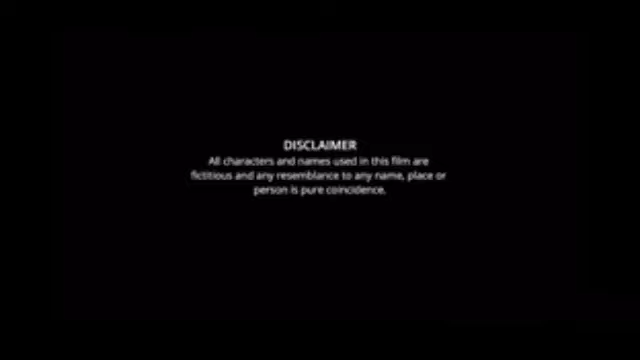 DISCLAIMER
All characters and names used in this film are
fictitious and any resemblance to any name, place or
person is pure coincidence.